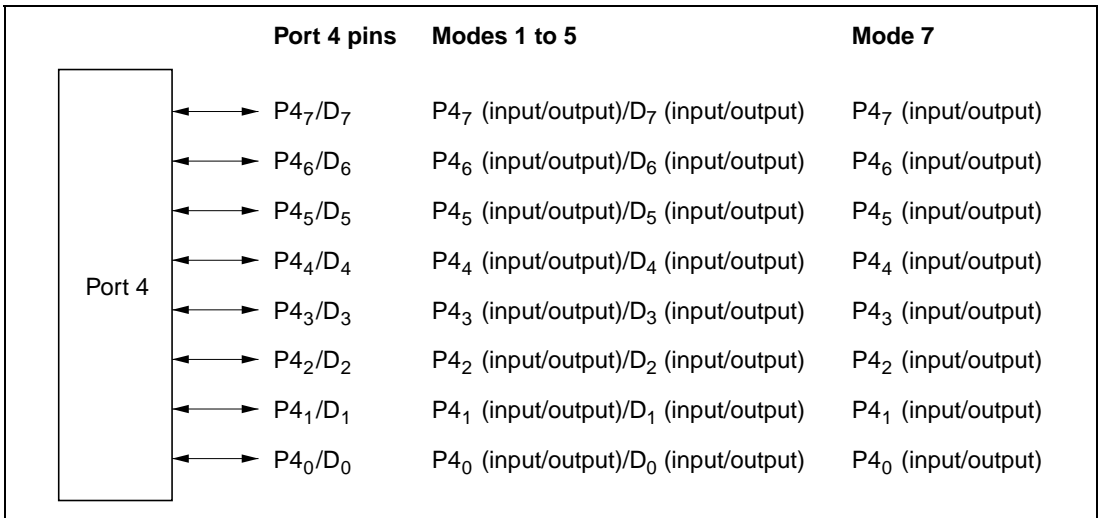 Port 4 pins Modes 1 to 5 Mode 7
P4₇/D₇ P4₇ (input/output)/D₇ (input/output) P4₇ (input/output)
P4₆/D₆ P4₆ (input/output)/D₆ (input/output) P4₆ (input/output)
P4₅/D₅ P4₅ (input/output)/D₅ (input/output) P4₅ (input/output)
P4₄/D₄ P4₄ (input/output)/D₄ (input/output) P4₄ (input/output)
Port 4
P4₃/D₃ P4₃ (input/output)/D₃ (input/output) P4₃ (input/output)
P4₂/D₂ P4₂ (input/output)/D₂ (input/output) P4₂ (input/output)
P4₁/D₁ P4₁ (input/output)/D₁ (input/output) P4₁ (input/output)
P4₀/D₀ P4₀ (input/output)/D₀ (input/output) P4₀ (input/output)